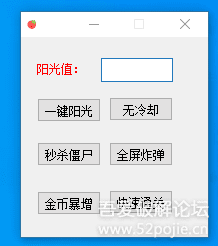 阳光值：
一键阳光 无冷却
秒杀僵尸 全屏炸弹
金币暴增 快速通关
吾爱破解论坛
www.52pojie.cn